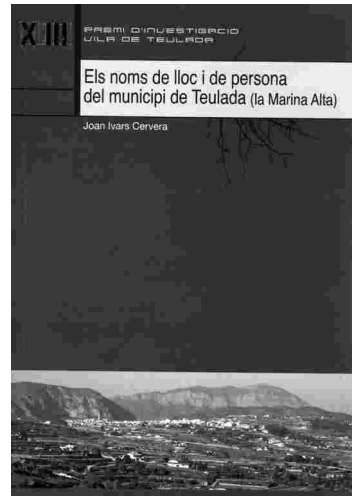 XIII
PREMI D'INVESTIGACIÓ
VILA DE TEULADA
Els noms de lloc i de persona
del municipi de Teulada (la Marina Alta)
Joan Ivars Cervera